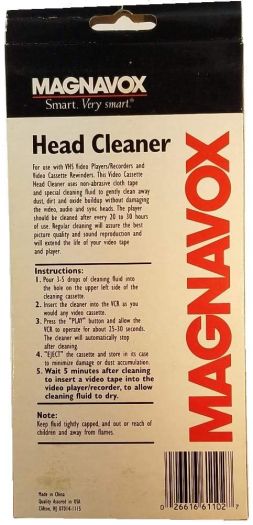 MAGNAVOX
Smart. Very smart.®
Head Cleaner
For use with VHS Video Players/Recorders and
Video Cassette Rewinders. This Video Cassette
Head Cleaner uses non-abrasive cloth tape
and special cleaning fluid to gently clean away
dust, dirt and oxide buildup without damaging
the video, audio and sync heads. The player
should be cleaned after every 20 to 30 hours
of use. Regular cleaning will assure the best
picture quality and sound reproduction and
will extend the life of your video tape
and player.
Instructions:
1. Pour 3-5 drops of cleaning fluid into
the hole on the upper left side of the
cleaning cassette.
2. Insert the cleaner into the VCR as you
would any video cassette.
3. Press the "PLAY" button and allow the
VCR to operate for about 25-30 seconds.
The cleaner will automatically stop
after cleaning.
4. "EJECT" the cassette and store in its case
to minimize damage or dust accumulation.
5. Wait 5 minutes after cleaning
to insert a video tape into the
video player/recorder, to allow
cleaning fluid to dry.
Note:
Keep fluid tightly capped, and out or reach of
children and away from flames.
Made in China
Quality Assured in USA
Clifton, NJ 07014-1115
MAGNAVOX
0 26616 61102 7